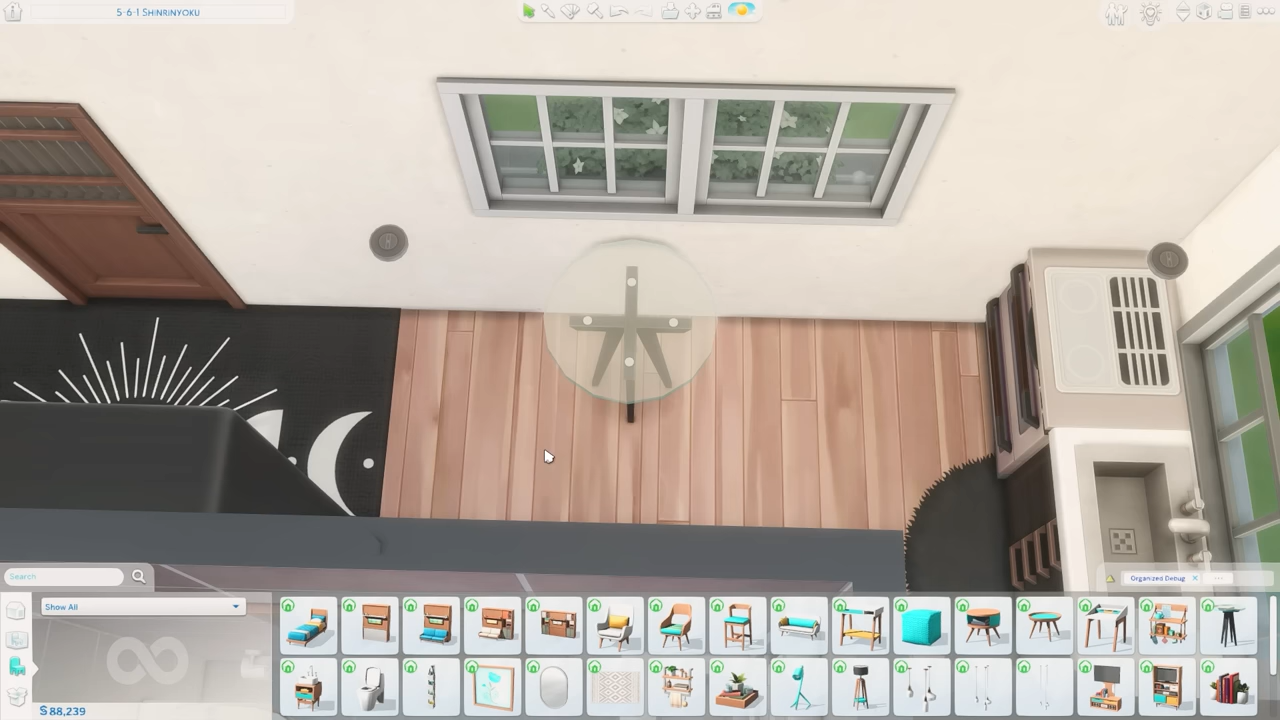 5-6-1 SHINRINYOKU
Search
Organized Debug
Show All
$88,239